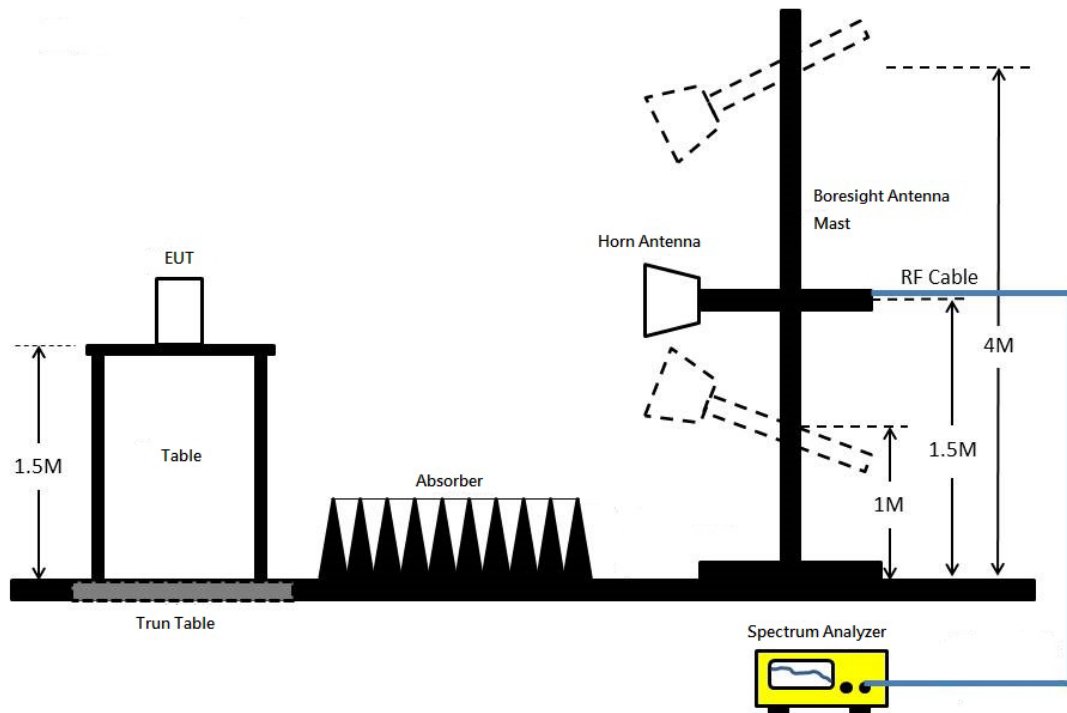 Boresight Antenna
Mast
Horn Antenna
EUT
RF Cable
4M
1.5M
1.5M
Table
Absorber
1M
Trun Table
Spectrum Analyzer